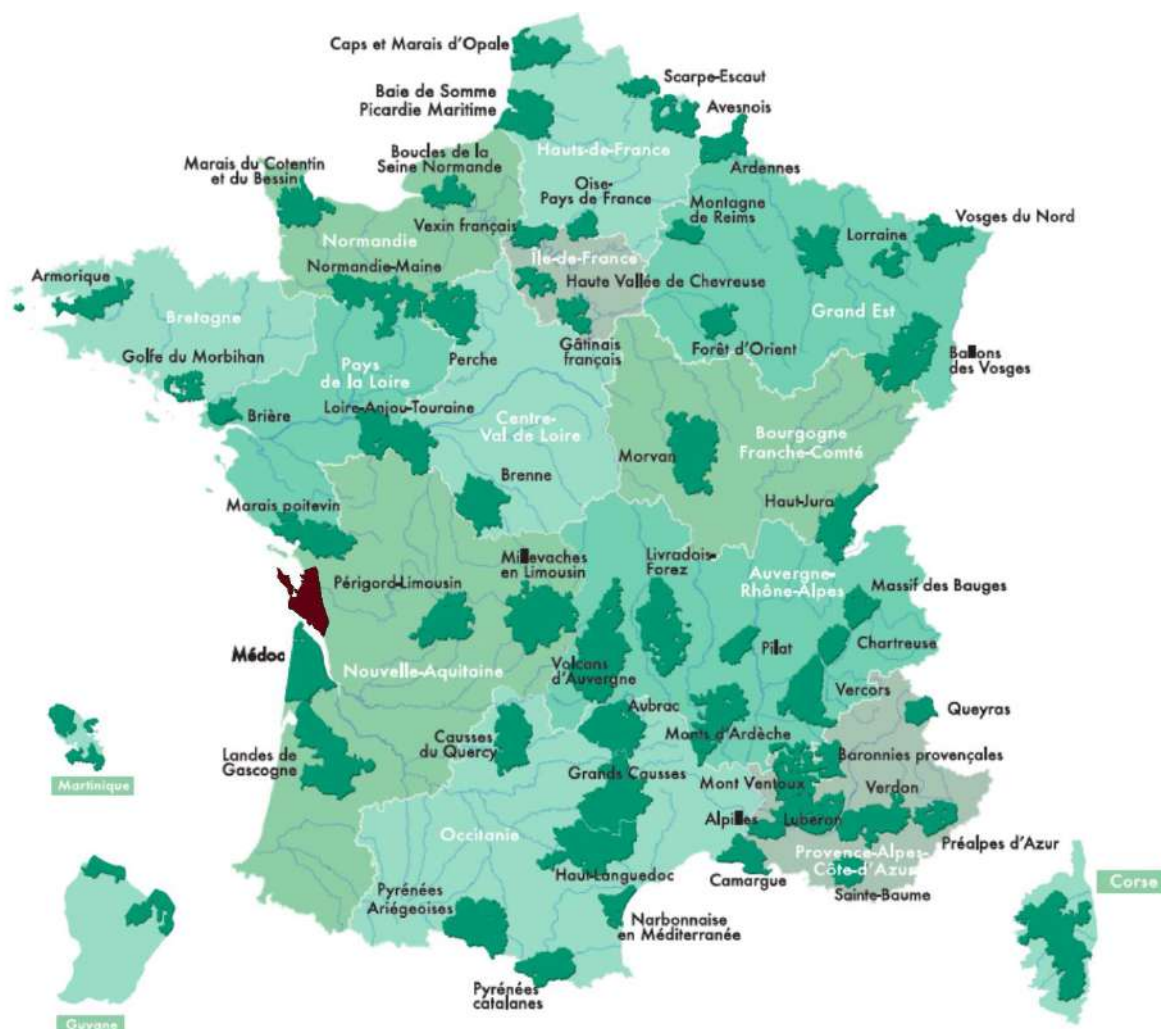 Caps et Marais d'Opale
Scarpe-Escaut
Baie de Somme
Picardie Maritime
Avesnois
Hauts-de-France
Ardennes
Marais du Cotentin
et du Bessin
Boucles de la
Seine Normande
Oise-
Pays de France
Montagne
de Reims
Vosges du Nord
Vexin français
Lorraine
Normandie
Île-de-France
Armorique
Normandie-Maine
Haute Vallée de Chevreuse
Bretagne
Grand Est
Golfe du Morbihan
Perche
Gâtinais
français
Forêt d'Orient
Ballons
des Vosges
Pays
de la Loire
Brière
Loire-Anjou-Touraine
Centre-
Val de Loire
Bourgogne
Franche-Comté
Morvan
Brenne
Haut-Jura
Marais poitevin
Millevaches
en Limousin
Livradois-
Forez
Périgord-Limousin
Auvergne-
Rhône-Alpes
Massif des Bauges
Médoc
Pilat
Chartreuse
Nouvelle-Aquitaine
Volcans
d'Auvergne
Vercors
Aubrac
Queyras
Causses
du Quercy
Monts d'Ardèche
Landes de
Gascogne
Baronnies provençales
Grands Causses
Mont Ventoux
Verdon
Martinique
Occitanie
Alpilles
Luberon
Préalpes d'Azur
Provence-Alpes-
Côte-d'Azur
Haut-Languedoc
Camargue
Sainte-Baume
Corse
Pyrénées
Ariégeoises
Narbonnaise
en Méditerranée
Pyrénées
catalanes
Guyane